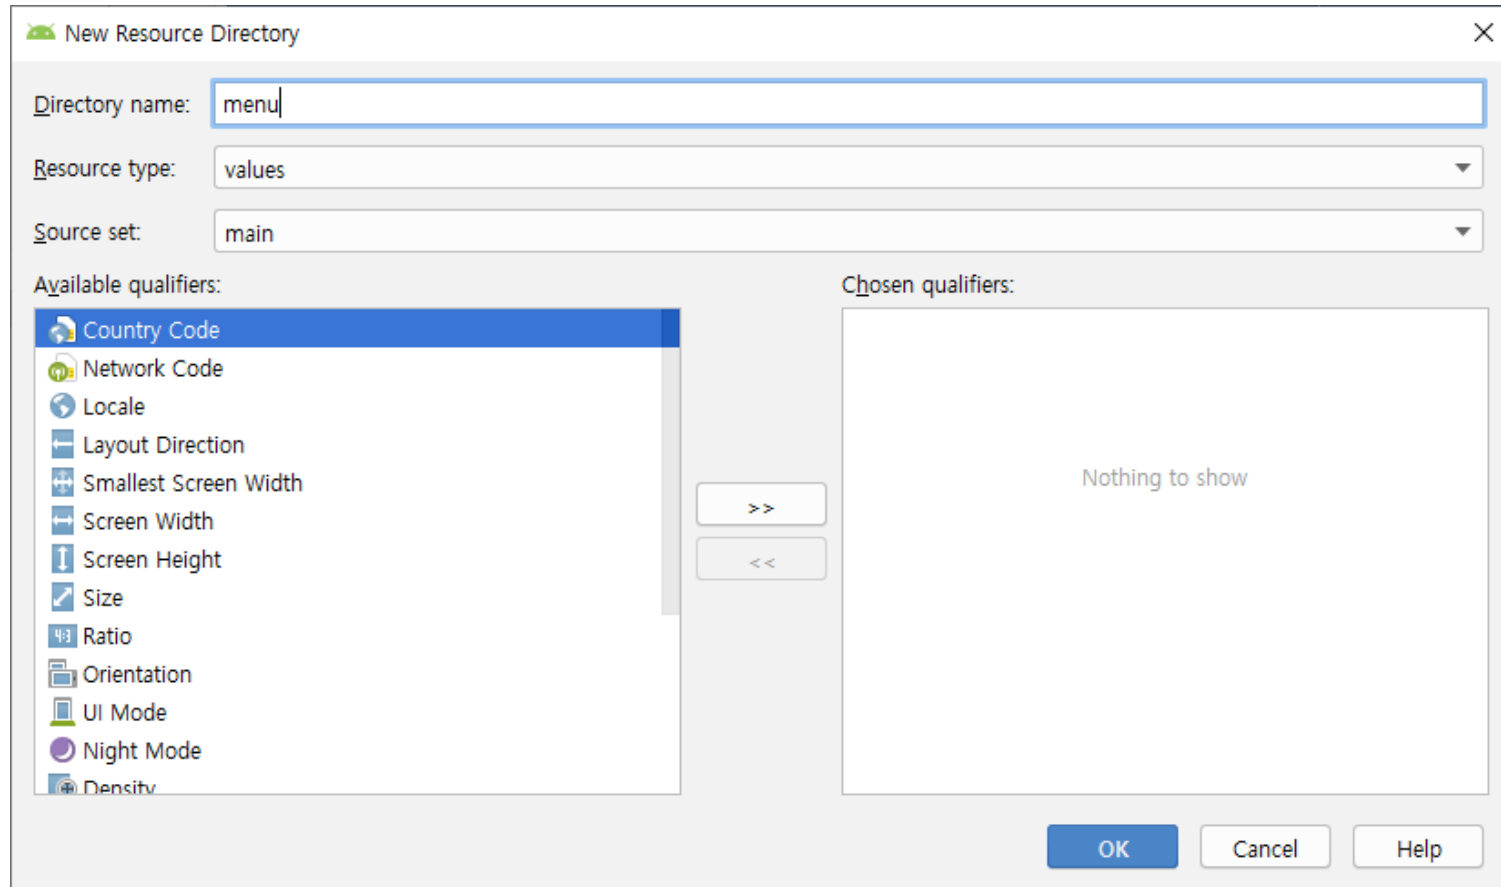 New Resource Directory
Directory name: menu
Resource type: values
Source set: main
Available qualifiers:
Chosen qualifiers:
Country Code
Network Code
Locale
Layout Direction
Smallest Screen Width
Screen Width
Screen Height
Size
4:3 Ratio
Orientation
UI Mode
Night Mode
Density
>>
<<
Nothing to show
OK Cancel Help